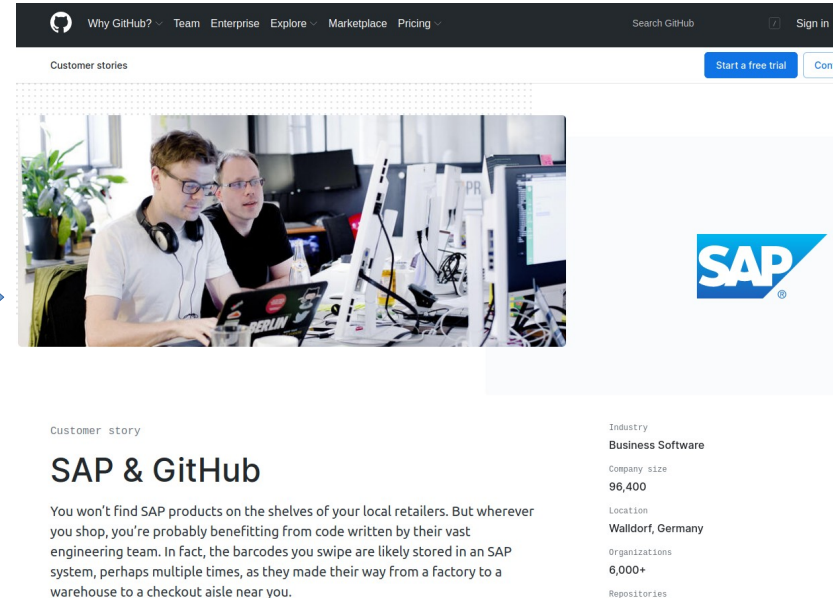 Why GitHub? Team Enterprise Explore Marketplace Pricing Search GitHub / Sign in
Customer stories Start a free trial
PR
BERLIN
SAP®
Customer story
SAP & GitHub
You won’t find SAP products on the shelves of your local retailers. But wherever
you shop, you’re probably benefitting from code written by their vast
engineering team. In fact, the barcodes you swipe are likely stored in an SAP
system, perhaps multiple times, as they made their way from a factory to a
warehouse to a checkout aisle near you.
Industry
Business Software
Company size
96,400
Location
Walldorf, Germany
Organizations
6,000+
Repositories